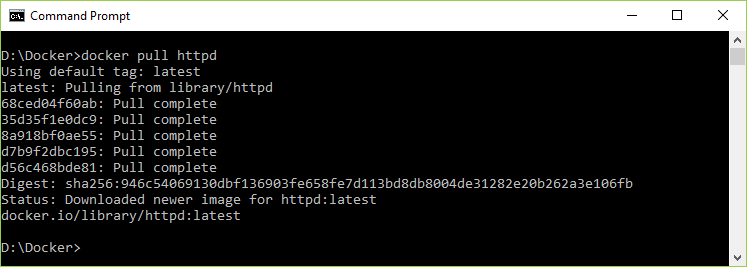 Command Prompt
D:\Docker>docker pull httpd
Using default tag: latest
latest: Pulling from library/httpd
68ced04f60ab: Pull complete
35d35f1e0dc9: Pull complete
8a918bf0ae55: Pull complete
d7b9f2dbc195: Pull complete
d56c468bde81: Pull complete
Digest: sha256:946c54069130dbf136903fe658fe7d113bd8db8004de31282e20b262a3e106fb
Status: Downloaded newer image for httpd:latest
docker.io/library/httpd:latest
D:\Docker>